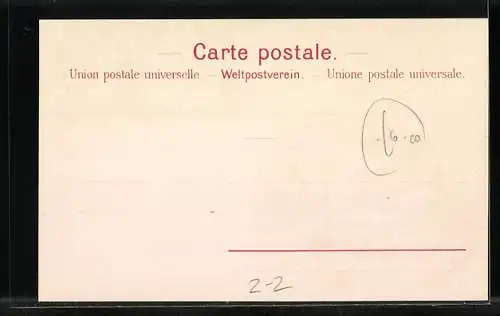 Carte postale.
Union postale universelle. — Weltpostverein. — Unione postale universale.
2-2